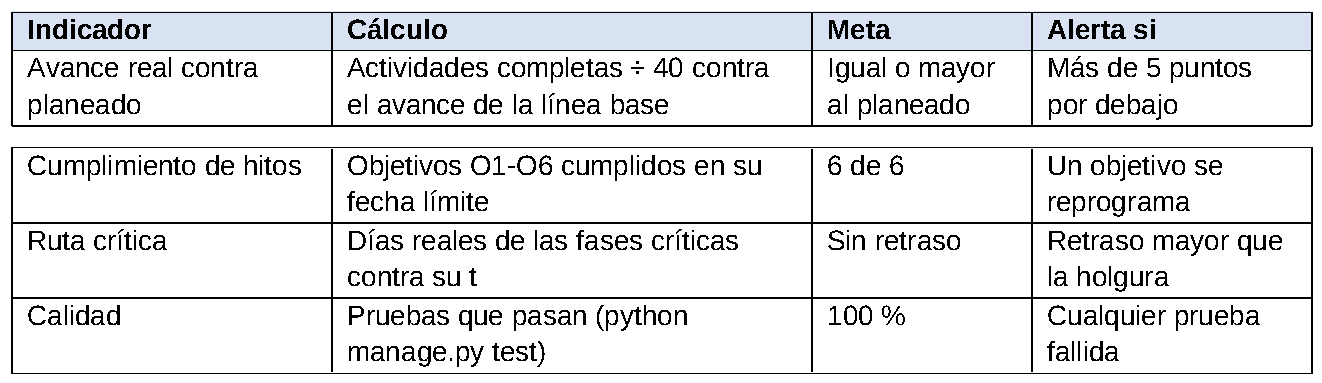 Indicador Cálculo Meta Alerta si
Avance real contra Actividades completas ÷ 40 contra Igual o mayor Más de 5 puntos
planeado el avance de la línea base al planeado por debajo
Cumplimiento de hitos Objetivos O1-O6 cumplidos en su 6 de 6 Un objetivo se
fecha límite reprograma
Ruta crítica Días reales de las fases críticas Sin retraso Retraso mayor que
contra su t la holgura
Calidad Pruebas que pasan (python 100 % Cualquier prueba
manage.py test) fallida